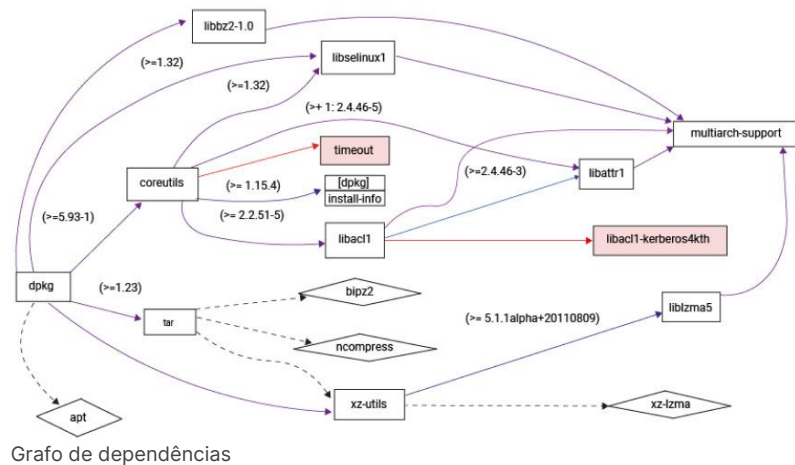 libbz2-1.0
(>=1.32)
libselinux1
(>=1.32)
(>+ 1: 2.4.46-5)
multiarch-support
timeout
(>=2.4.46-3)
libattr1
coreutils
(>= 1.15.4)
[dpkg]
install-info
(>= 2.2.51-5)
(>=5.93-1)
libacl1
libacl1-kerberos4kth
dpkg
(>=1.23)
bipz2
liblzma5
tar
(>= 5.1.1alpha+20110809)
ncompress
xz-utils
xz-lzma
apt
Grafo de dependências